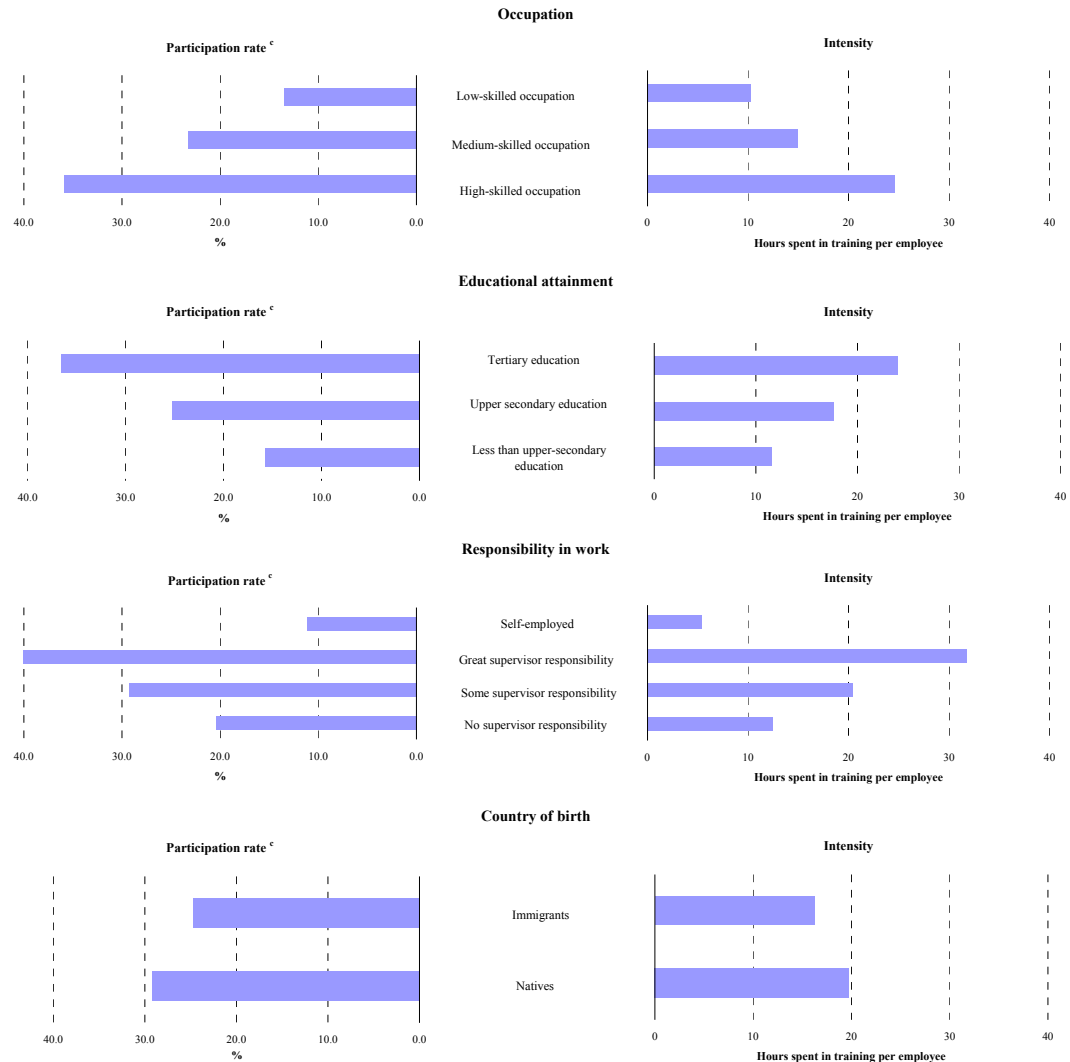 Occupation
Participation rate c
Intensity
Low-skilled occupation
Medium-skilled occupation
High-skilled occupation
40.0 30.0 20.0 10.0 0.0
%
0 10 20 30 40
Hours spent in training per employee
Educational attainment
Participation rate c
Intensity
Tertiary education
Upper secondary education
Less than upper-secondary
education
40.0 30.0 20.0 10.0 0.0
%
0 10 20 30 40
Hours spent in training per employee
Responsibility in work
Participation rate c
Intensity
Self-employed
Great supervisor responsibility
Some supervisor responsibility
No supervisor responsibility
40.0 30.0 20.0 10.0 0.0
%
0 10 20 30 40
Hours spent in training per employee
Country of birth
Participation rate c
Intensity
Immigrants
Natives
40.0 30.0 20.0 10.0 0.0
%
0 10 20 30 40
Hours spent in training per employee